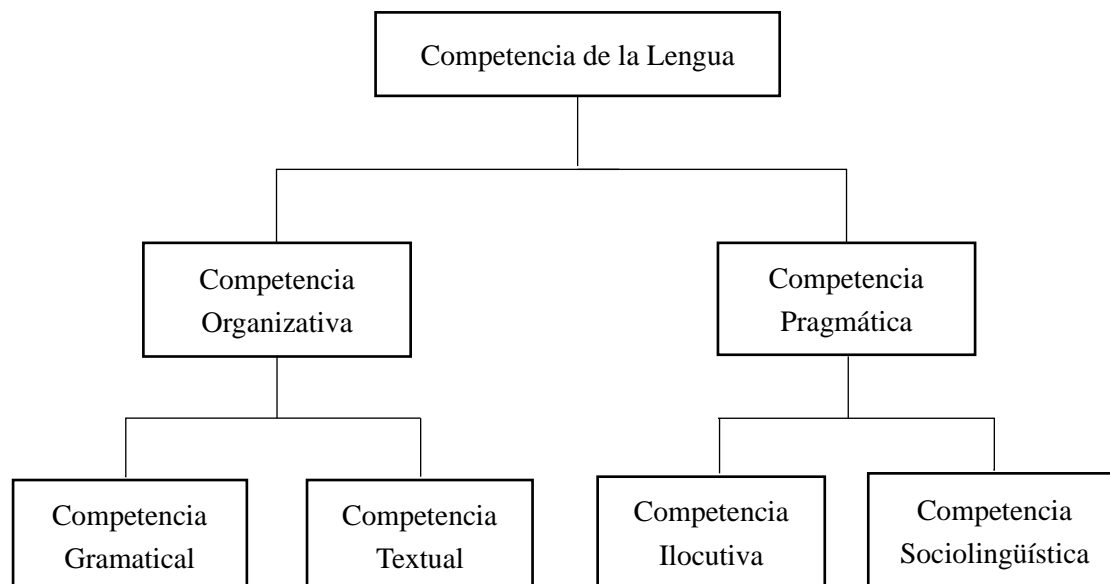 Competencia de la Lengua
Competencia
Organizativa
Competencia
Pragmática
Competencia
Gramatical
Competencia
Textual
Competencia
Ilocutiva
Competencia
Sociolingüística